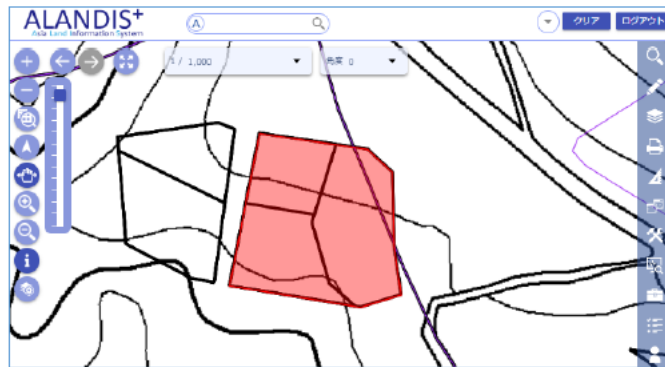 ALANDIS+
Asia Land Information System
A
クリア
ログアウト
1 / 1,000
角度 0
i